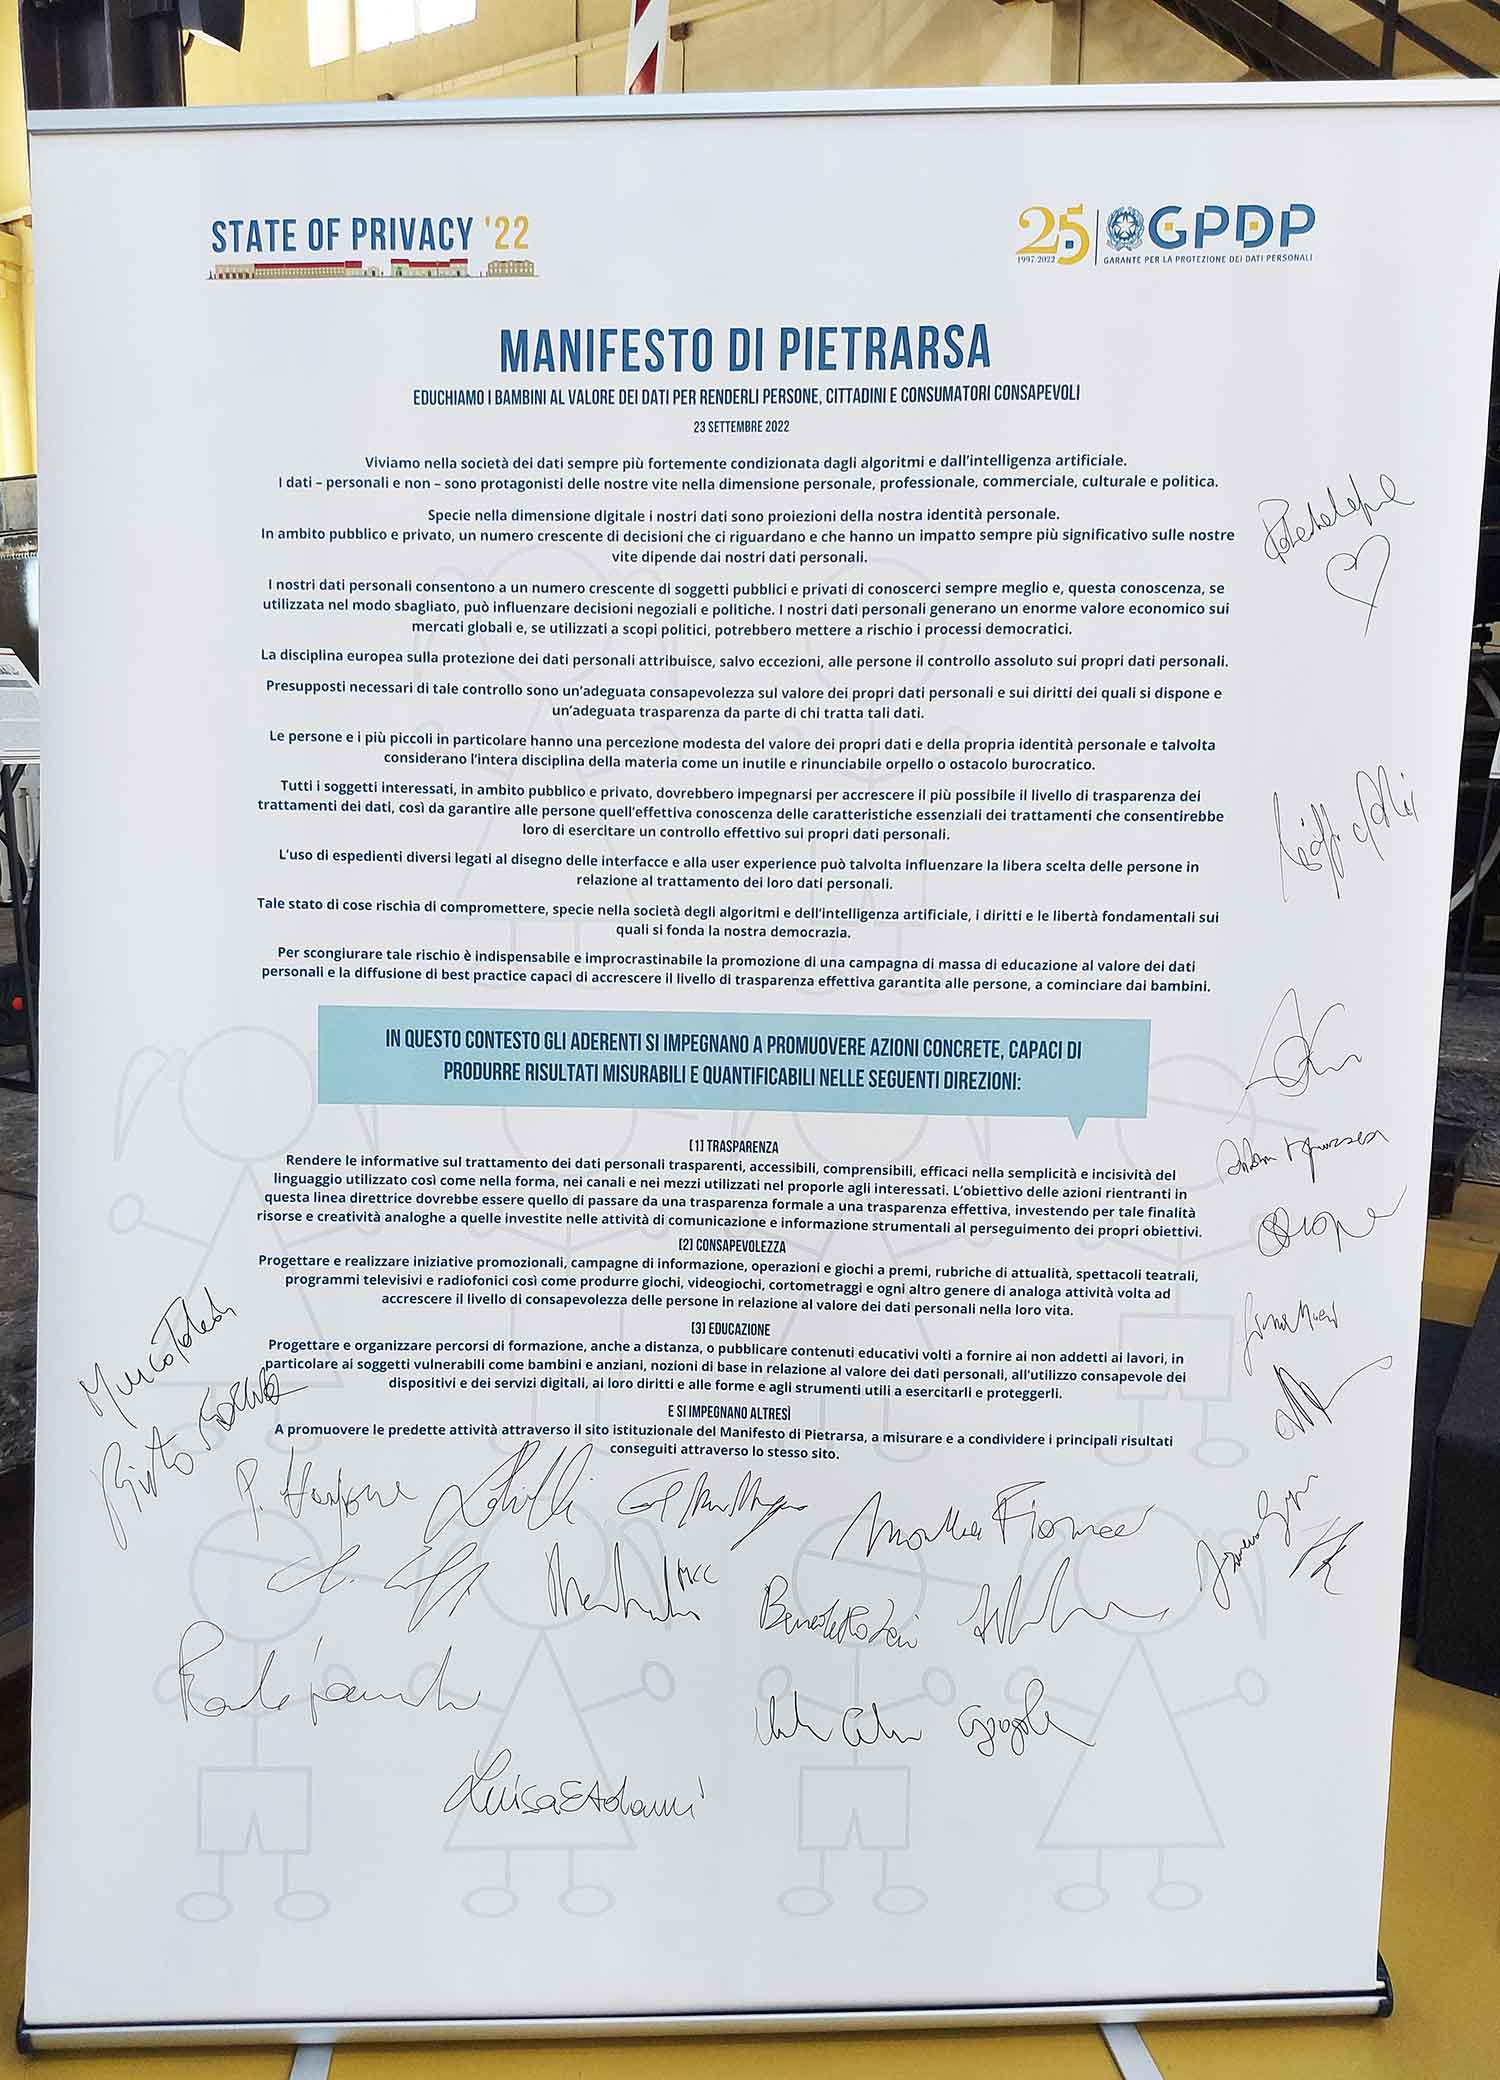 STATE OF PRIVACY '22
25 GPDP
1997-2022 GARANTE PER LA PROTEZIONE DEI DATI PERSONALI
MANIFESTO DI PIETRARSA
EDUCHIAMO I BAMBINI AL VALORE DEI DATI PER RENDERLI PERSONE, CITTADINI E CONSUMATORI CONSAPEVOLI
23 SETTEMBRE 2022
Viviamo nella società dei dati sempre più fortemente condizionata dagli algoritmi e dall'intelligenza artificiale.
I dati – personali e non – sono protagonisti delle nostre vite nella dimensione personale, professionale, commerciale, culturale e politica.
Specie nella dimensione digitale i nostri dati sono proiezioni della nostra identità personale.
In ambito pubblico e privato, un numero crescente di decisioni che ci riguardano e che hanno un impatto sempre più significativo sulle nostre
vite dipende dai nostri dati personali.
I nostri dati personali consentono a un numero crescente di soggetti pubblici e privati di conoscerci sempre meglio e, questa conoscenza, se
utilizzata nel modo sbagliato, può influenzare decisioni negoziali e politiche. I nostri dati personali generano un enorme valore economico sui
mercati globali e, se utilizzati a scopi politici, potrebbero mettere a rischio i processi democratici.
La disciplina europea sulla protezione dei dati personali attribuisce, salvo eccezioni, alle persone il controllo assoluto sui propri dati personali.
Presupposti necessari di tale controllo sono un'adeguata consapevolezza sul valore dei propri dati personali e sui diritti dei quali si dispone e
un'adeguata trasparenza da parte di chi tratta tali dati.
Le persone e i più piccoli in particolare hanno una percezione modesta del valore dei propri dati e della propria identità personale e talvolta
considerano l'intera disciplina della materia come un inutile e rinunciabile orpello o ostacolo burocratico.
Tutti i soggetti interessati, in ambito pubblico e privato, dovrebbero impegnarsi per accrescere il più possibile il livello di trasparenza dei
trattamenti dei dati, così da garantire alle persone quell'effettiva conoscenza delle caratteristiche essenziali dei trattamenti che consentirebbe
loro di esercitare un controllo effettivo sui propri dati personali.
L'uso di espedienti diversi legati al disegno delle interfacce e alla user experience può talvolta influenzare la libera scelta delle persone in
relazione al trattamento dei loro dati personali.
Tale stato di cose rischia di compromettere, specie nella società degli algoritmi e dell'intelligenza artificiale, i diritti e le libertà fondamentali sui
quali si fonda la nostra democrazia.
Per scongiurare tale rischio è indispensabile e improcrastinabile la promozione di una campagna di massa di educazione al valore dei dati
personali e la diffusione di best practice capaci di accrescere il livello di trasparenza effettiva garantita alle persone, a cominciare dai bambini.
IN QUESTO CONTESTO GLI ADERENTI SI IMPEGNANO A PROMUOVERE AZIONI CONCRETE, CAPACI DI
PRODURRE RISULTATI MISURABILI E QUANTIFICABILI NELLE SEGUENTI DIREZIONI:
(1) TRASPARENZA
Rendere le informative sul trattamento dei dati personali trasparenti, accessibili, comprensibili, efficaci nella semplicità e incisività del
linguaggio utilizzato così come nella forma, nei canali e nei mezzi utilizzati nel proporle agli interessati. L'obiettivo delle azioni rientranti in
questa linea direttrice dovrebbe essere quello di passare da una trasparenza formale a una trasparenza effettiva, investendo per tale finalità
risorse e creatività analoghe a quelle investite nelle attività di comunicazione e informazione strumentali al perseguimento dei propri obiettivi.
(2) CONSAPEVOLEZZA
Progettare e realizzare iniziative promozionali, campagne di informazione, operazioni e giochi a premi, rubriche di attualità, spettacoli teatrali,
programmi televisivi e radiofonici così come produrre giochi, videogiochi, cortometraggi e ogni altro genere di analoga attività volta ad
accrescere il livello di consapevolezza delle persone in relazione al valore dei dati personali nella loro vita.
(3) EDUCAZIONE
Progettare e organizzare percorsi di formazione, anche a distanza, o pubblicare contenuti educativi volti a fornire ai non addetti ai lavori, in
particolare ai soggetti vulnerabili come bambini e anziani, nozioni di base in relazione al valore dei dati personali, all'utilizzo consapevole dei
dispositivi e dei servizi digitali, ai loro diritti e alle forme e agli strumenti utili a esercitarli e proteggerli.
E SI IMPEGNANO ALTRESÌ
A promuovere le predette attività attraverso il sito istituzionale del Manifesto di Pietrarsa, a misurare e a condividere i principali risultati
conseguiti attraverso lo stesso sito.